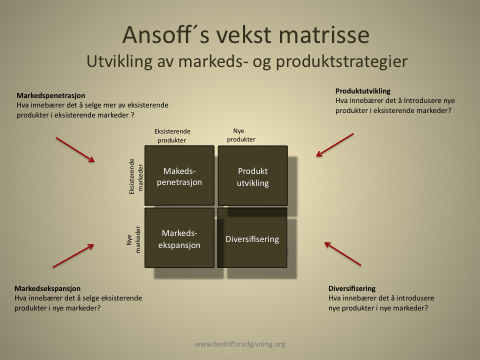 Ansoff´s vekst matrisse
Utvikling av markeds- og produktstrategier
Markedspenetrasjon
Hva innebærer det å selge mer av eksisterende
produkter i eksisterende markeder ?
Produktutvikling
Hva innebærer det å Introdusere nye
produkter i eksisterende markeder?
Eksisterende
produkter
Nye
produkter
Eksisterende
markeder
Makeds-
penetrasjon
Produkt
utvikling
Nye
markeder
Markeds-
ekspansjon
Diversifisering
Markedsekspansjon
Hva innebærer det å selge eksisterende
produkter i nye markeder?
Diversifisering
Hva innebærer det å introdusere
nye produkter i nye markeder?
www.bedriftsradgivning.org